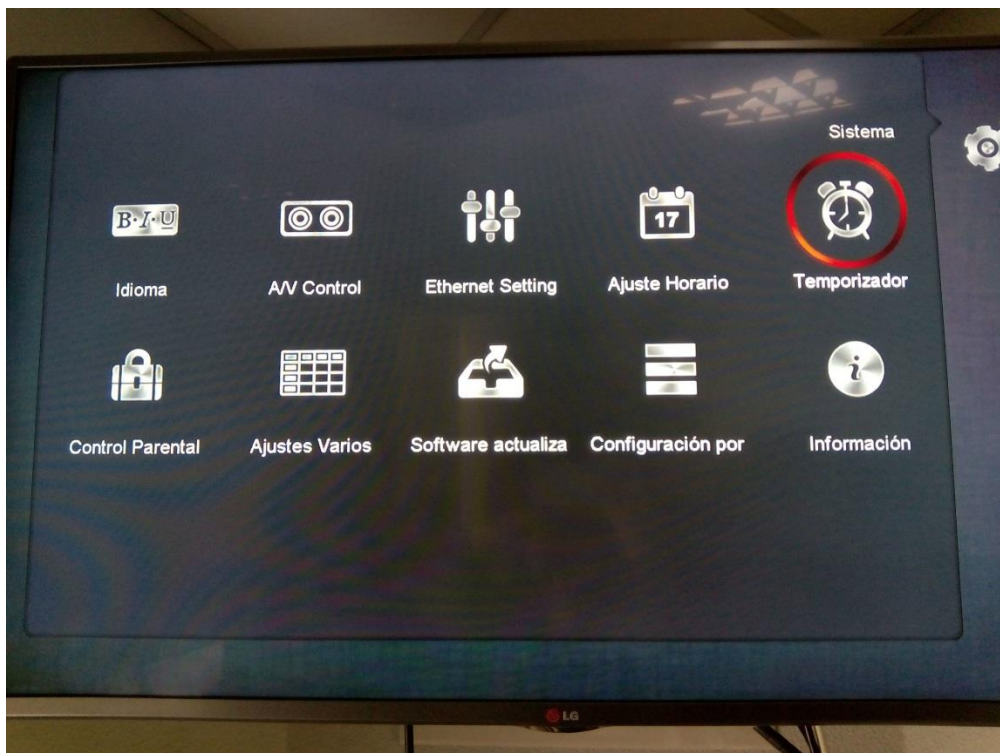 Sistema
B·I·U
17
Idioma
A/V Control
Ethernet Setting
Ajuste Horario
Temporizador
i
Control Parental
Ajustes Varios
Software actualiza
Configuración por
Información
LG